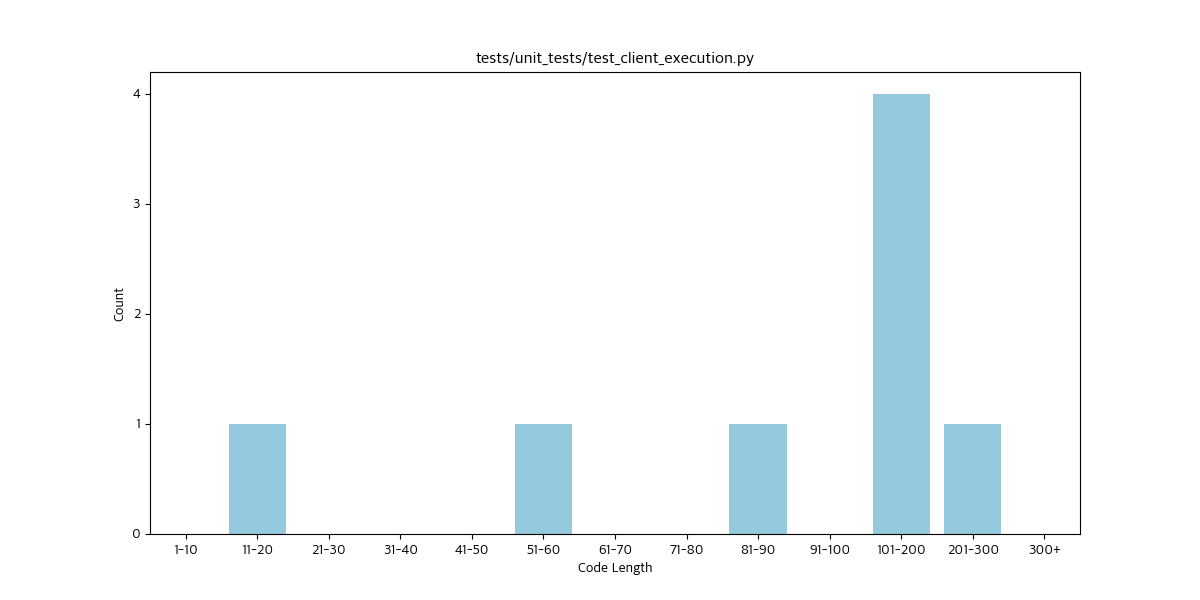 tests/unit_tests/test_client_execution.py
4
3
2
1
0
Count
1-10 11-20 21-30 31-40 41-50 51-60 61-70 71-80 81-90 91-100 101-200 201-300 300+
Code Length